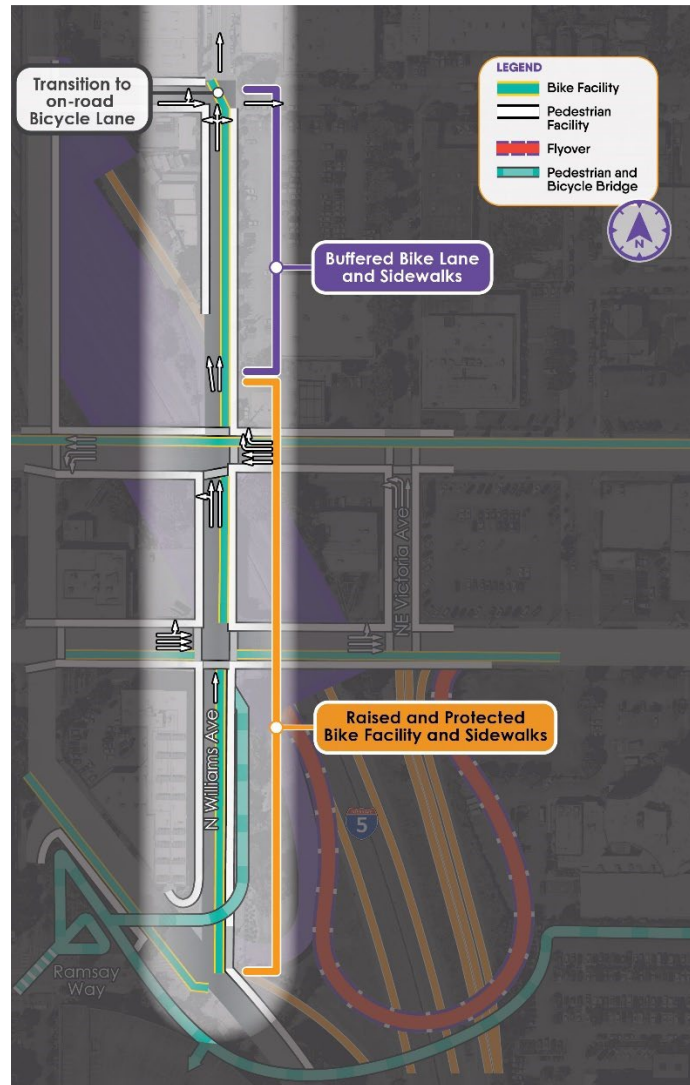 Transition to
on-road
Bicycle Lane
LEGEND
Bike Facility
Pedestrian
Facility
Flyover
Pedestrian and
Bicycle Bridge
N
Buffered Bike Lane
and Sidewalks
NE Victoria Ave
N Williams Ave
Raised and Protected
Bike Facility and Sidewalks
5
Ramsay
Way